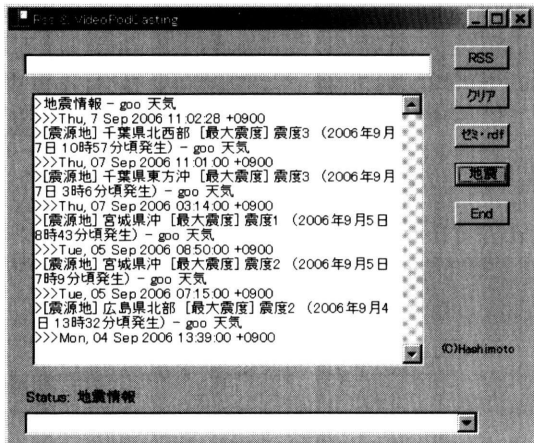 Rss & VideoPodCasting
RSS
クリア
ゼミ・rdf
地震
End
>地震情報 - goo 天気
>>>Thu, 7 Sep 2006 11:02:28 +0900
>[震源地] 千葉県北西部 [最大震度] 震度3 （2006年9月
7日 10時57分頃発生） - goo 天気
>>>Thu, 07 Sep 2006 11:01:00 +0900
>[震源地] 千葉県東方沖 [最大震度] 震度3 （2006年9月
7日 3時6分頃発生） - goo 天気
>>>Thu, 07 Sep 2006 03:14:00 +0900
>[震源地] 宮城県沖 [最大震度] 震度1 （2006年9月5日
8時43分頃発生） - goo 天気
>>>Tue, 05 Sep 2006 08:50:00 +0900
>[震源地] 宮城県沖 [最大震度] 震度2 （2006年9月5日
7時9分頃発生） - goo 天気
>>>Tue, 05 Sep 2006 07:15:00 +0900
>[震源地] 広島県北部 [最大震度] 震度2 （2006年9月4
日 13時32分頃発生） - goo 天気
>>>Mon, 04 Sep 2006 13:39:00 +0900
(C)Hashimoto
Status: 地震情報